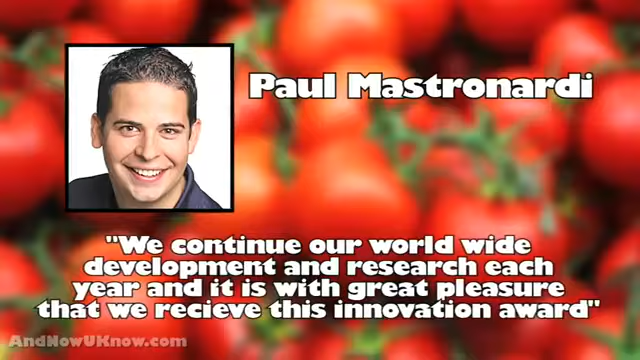 Paul Mastronardi
"We continue our world wide
development and research each
year and it is with great pleasure
that we recieve this innovation award"
AndNowUKnow.com